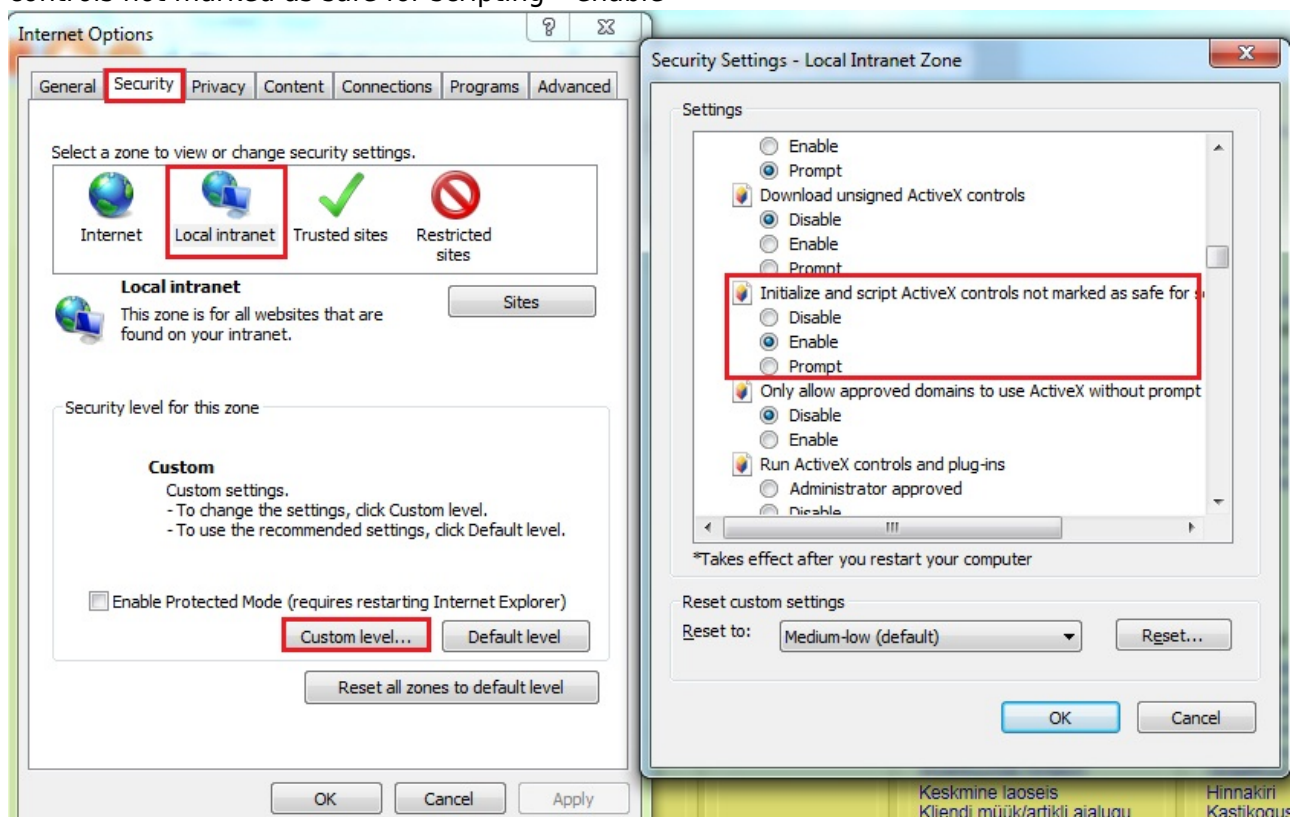 controls not marked as safe for scripting - enable
Internet Options
General Security Privacy Content Connections Programs Advanced
Select a zone to view or change security settings.
Internet Local intranet Trusted sites Restricted sites
Local intranet
This zone is for all websites that are
found on your intranet.
Sites
Security level for this zone
Custom
Custom settings.
- To change the settings, click Custom level.
- To use the recommended settings, click Default level.
Enable Protected Mode (requires restarting Internet Explorer)
Custom level... Default level
Reset all zones to default level
OK Cancel Apply
Security Settings - Local Intranet Zone
Settings
Enable
Prompt
Download unsigned ActiveX controls
Disable
Enable
Prompt
Initialize and script ActiveX controls not marked as safe for s
Disable
Enable
Prompt
Only allow approved domains to use ActiveX without prompt
Disable
Enable
Run ActiveX controls and plug-ins
Administrator approved
Disable
*Takes effect after you restart your computer
Reset custom settings
Reset to: Medium-low (default) Reset...
OK Cancel
Keskmine laoseis Hinnakiri
Kliendi müük/artikli ajalugu Kastikogus